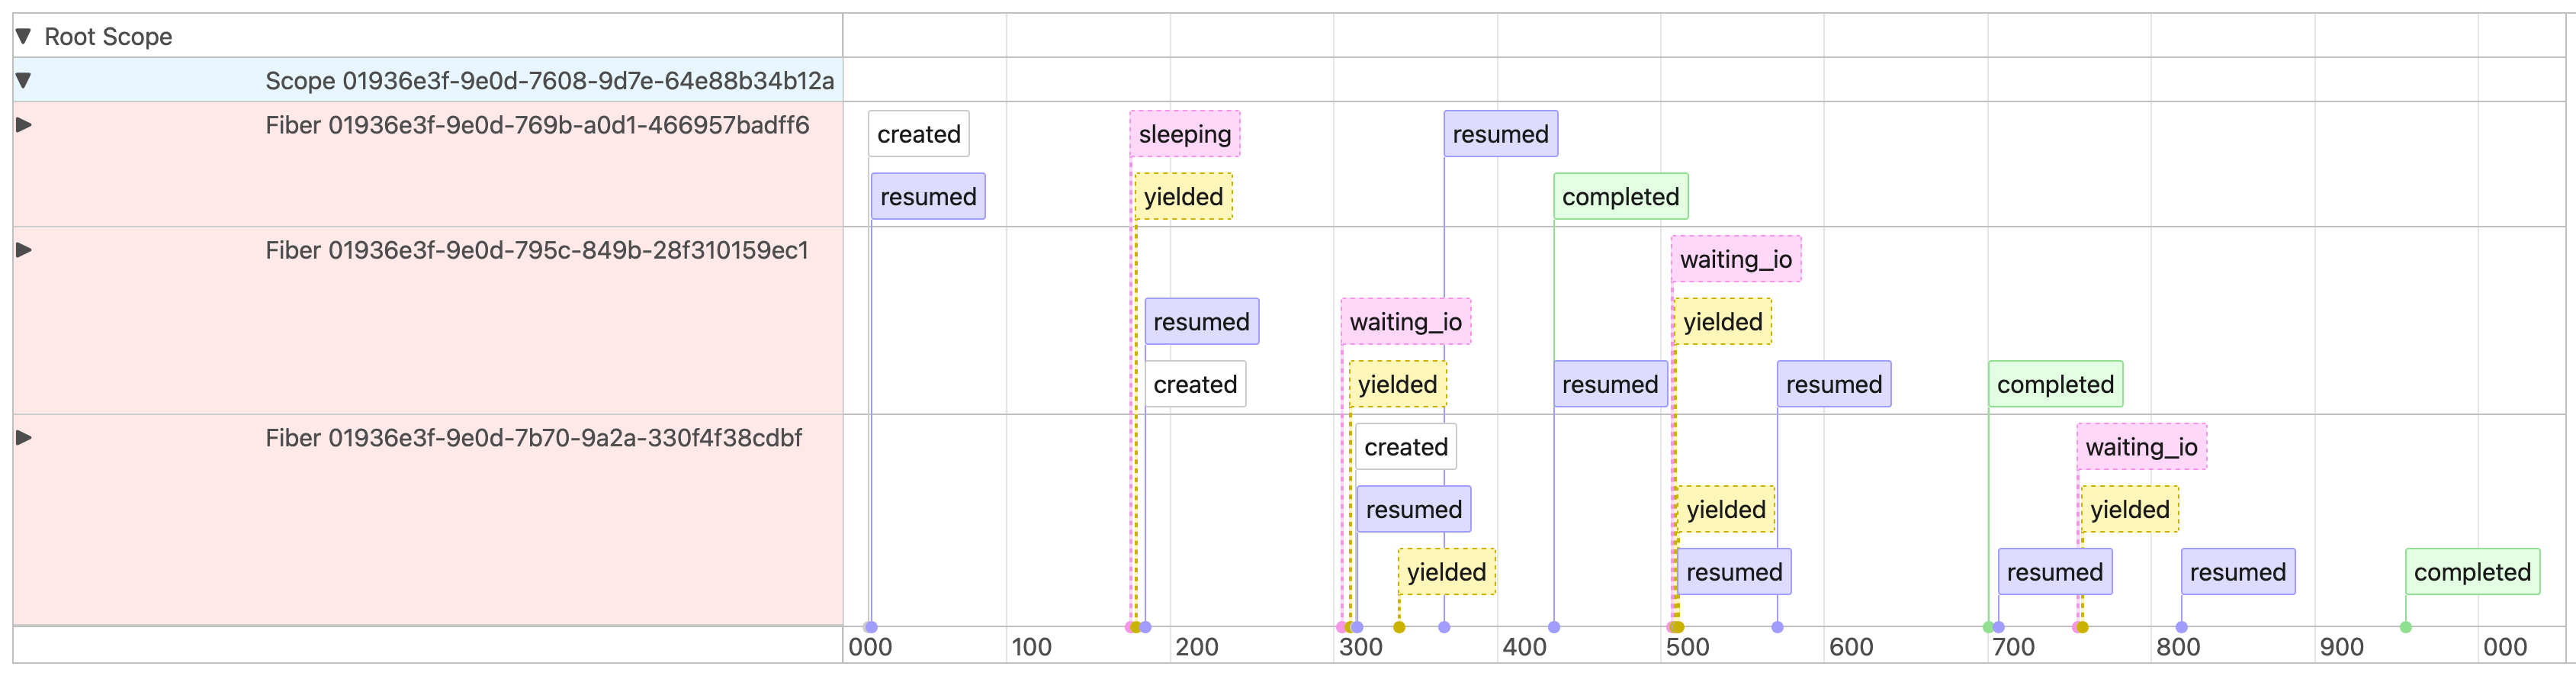 Root Scope
Scope 01936e3f-9e0d-7608-9d7e-64e88b34b12a
Fiber 01936e3f-9e0d-769b-a0d1-466957badff6
created
sleeping
resumed
resumed
yielded
completed
Fiber 01936e3f-9e0d-795c-849b-28f310159ec1
waiting_io
resumed
waiting_io
yielded
created
yielded
resumed
resumed
completed
Fiber 01936e3f-9e0d-7b70-9a2a-330f4f38cdbf
created
waiting_io
resumed
yielded
yielded
yielded
resumed
resumed
resumed
completed
000 100 200 300 400 500 600 700 800 900 000